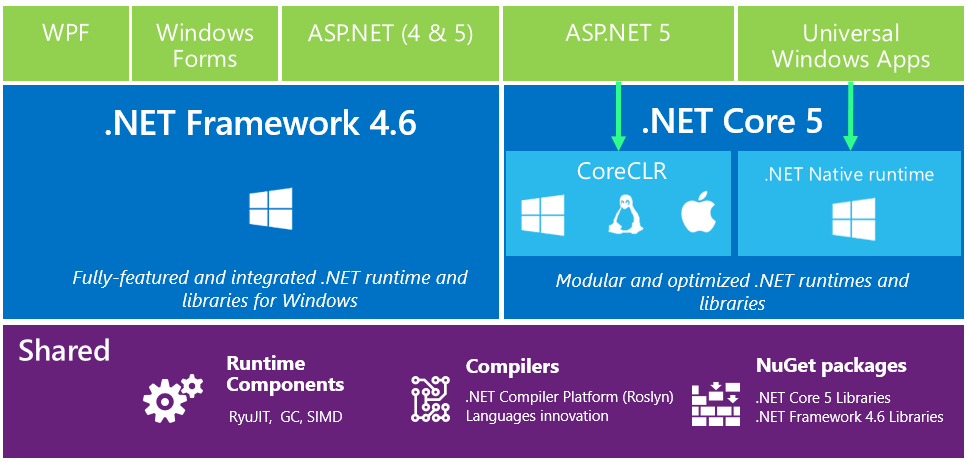 WPF
Windows
Forms
ASP.NET (4 & 5)
ASP.NET 5
Universal
Windows Apps
.NET Framework 4.6
Fully-featured and integrated .NET runtime and
libraries for Windows
.NET Core 5
CoreCLR
.NET Native runtime
Modular and optimized .NET runtimes and
libraries
Shared
Runtime
Components
RyuJIT, GC, SIMD
Compilers
.NET Compiler Platform (Roslyn)
Languages innovation
NuGet packages
.NET Core 5 Libraries
.NET Framework 4.6 Libraries